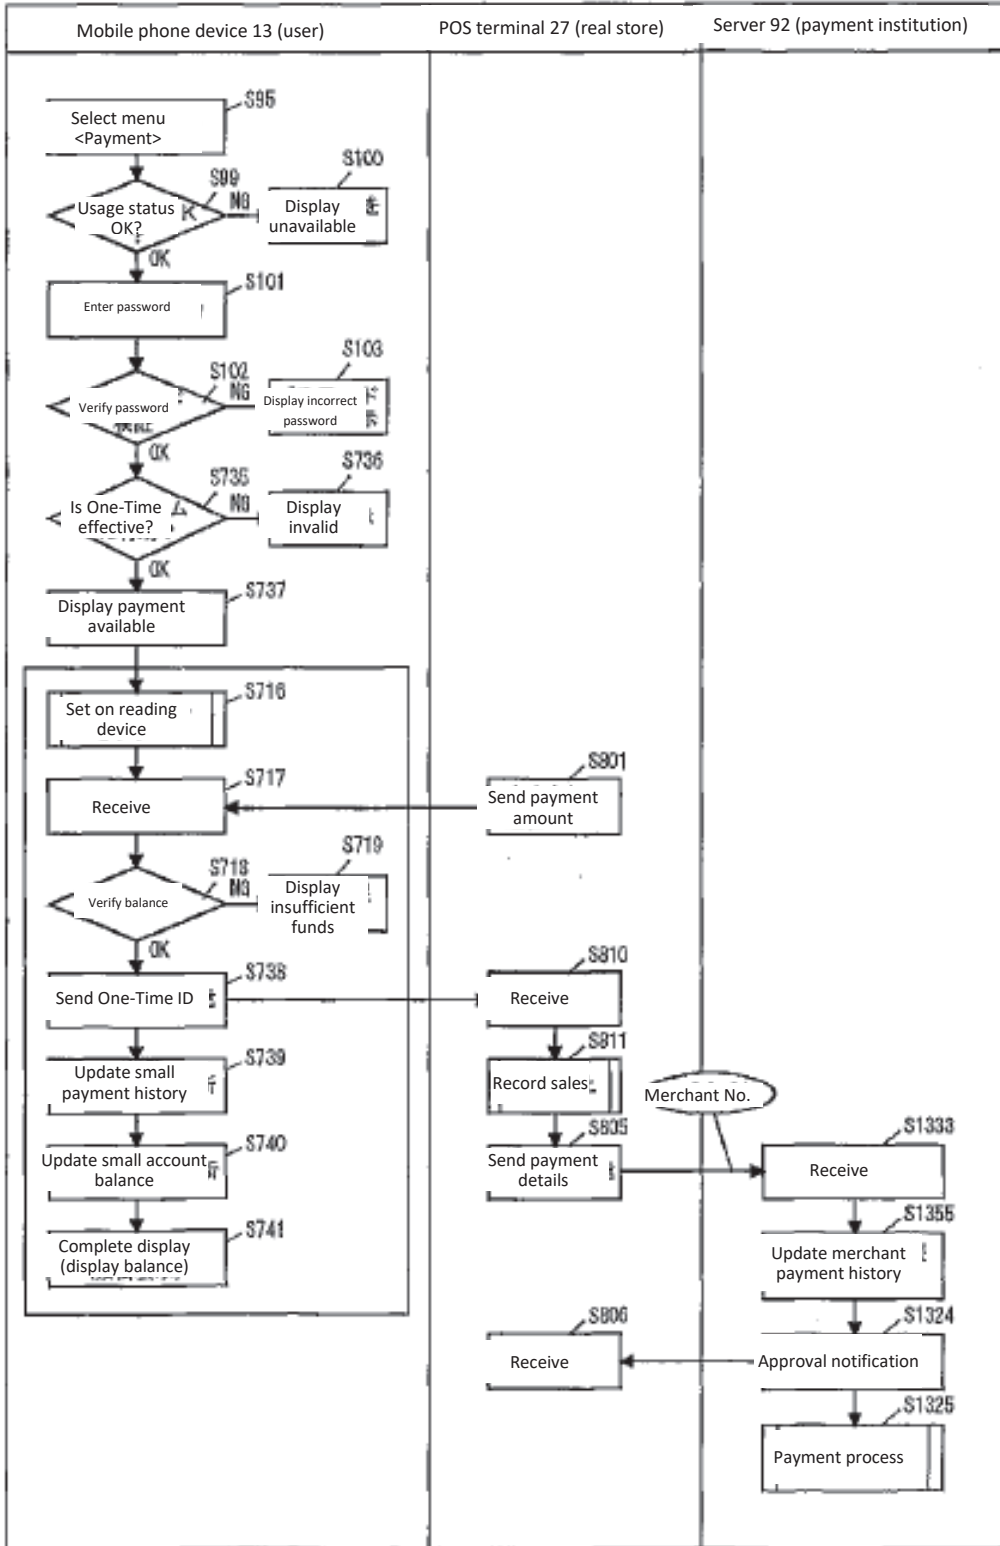 Mobile phone device 13 (user)
POS terminal 27 (real store)
Server 92 (payment institution)
S95
Select menu
<Payment>
S99
S100
Usage status
OK?
NG
Display
unavailable
OK
S101
Enter password
S102
S103
Verify password
NG
Display incorrect
password
OK
S735
S736
Is One-Time
effective?
NG
Display
invalid
OK
S737
Display payment
available
S716
Set on reading
device
S717
Receive
S801
Send payment
amount
S718
S719
Verify balance
NG
Display
insufficient
funds
OK
S738
Send One-Time ID
S810
Receive
S739
Update small
payment history
S811
Record sales
Merchant No.
S740
Update small account
balance
S805
Send payment
details
S1333
Receive
S741
Complete display
(display balance)
S1355
Update merchant
payment history
S806
Receive
S1324
Approval notification
S1325
Payment process